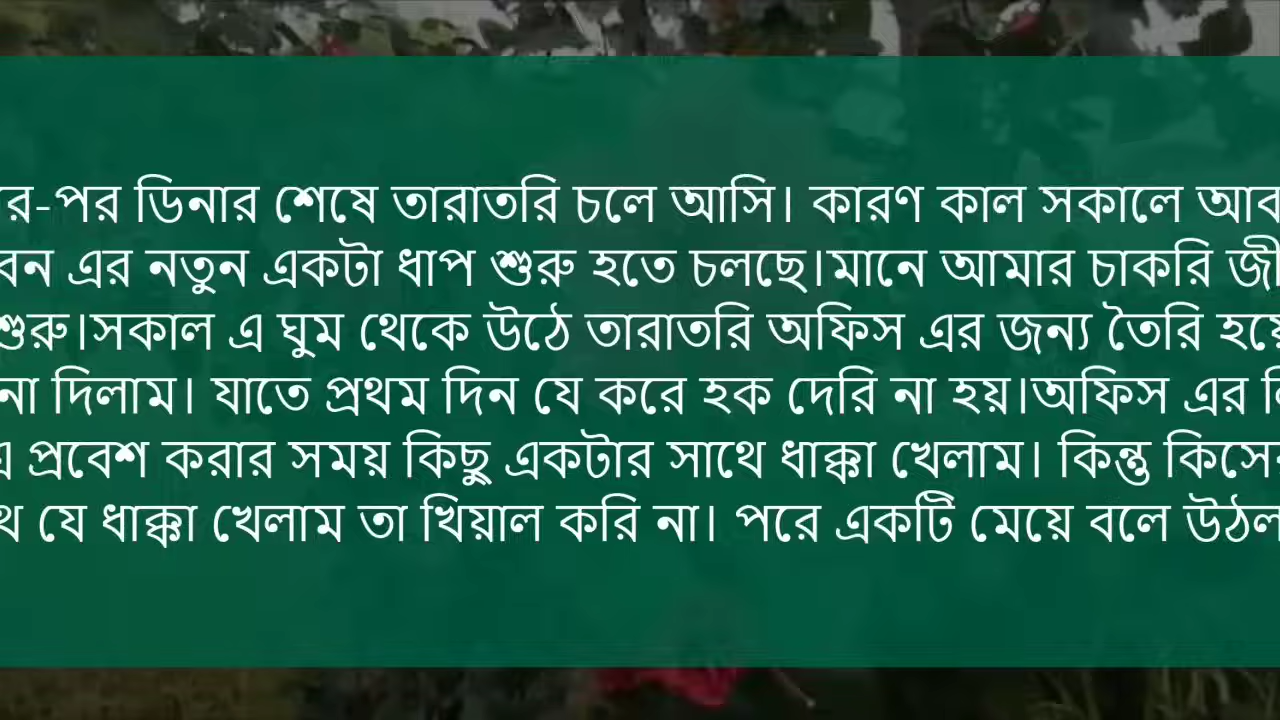 র-পর ডিনার শেষে তারাতরি চলে আসি। কারণ কাল সকালে আব
বন এর নতুন একটা ধাপ শুরু হতে চলছে।মানে আমার চাকরি জী
শুরু।সকাল এ ঘুম থেকে উঠে তারাতরি অফিস এর জন্য তৈরি হয়ে
না দিলাম। যাতে প্রথম দিন যে করে হক দেরি না হয়।অফিস এর লি
এ প্রবেশ করার সময় কিছু একটার সাথে ধাক্কা খেলাম। কিন্তু কিসের
থে যে ধাক্কা খেলাম তা খিয়াল করি না। পরে একটি মেয়ে বলে উঠল